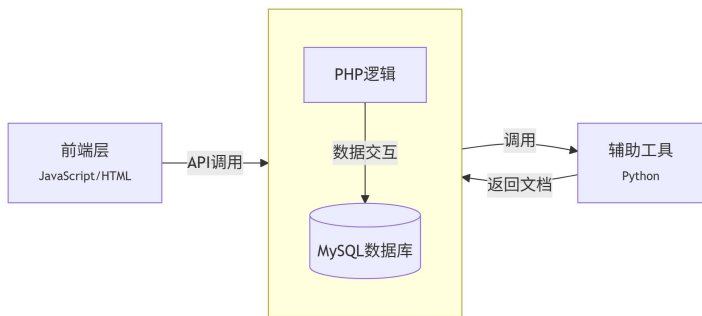 PHP逻辑
前端层
JavaScript/HTML
API调用
数据交互
MySQL数据库
调用
返回文档
辅助工具
Python